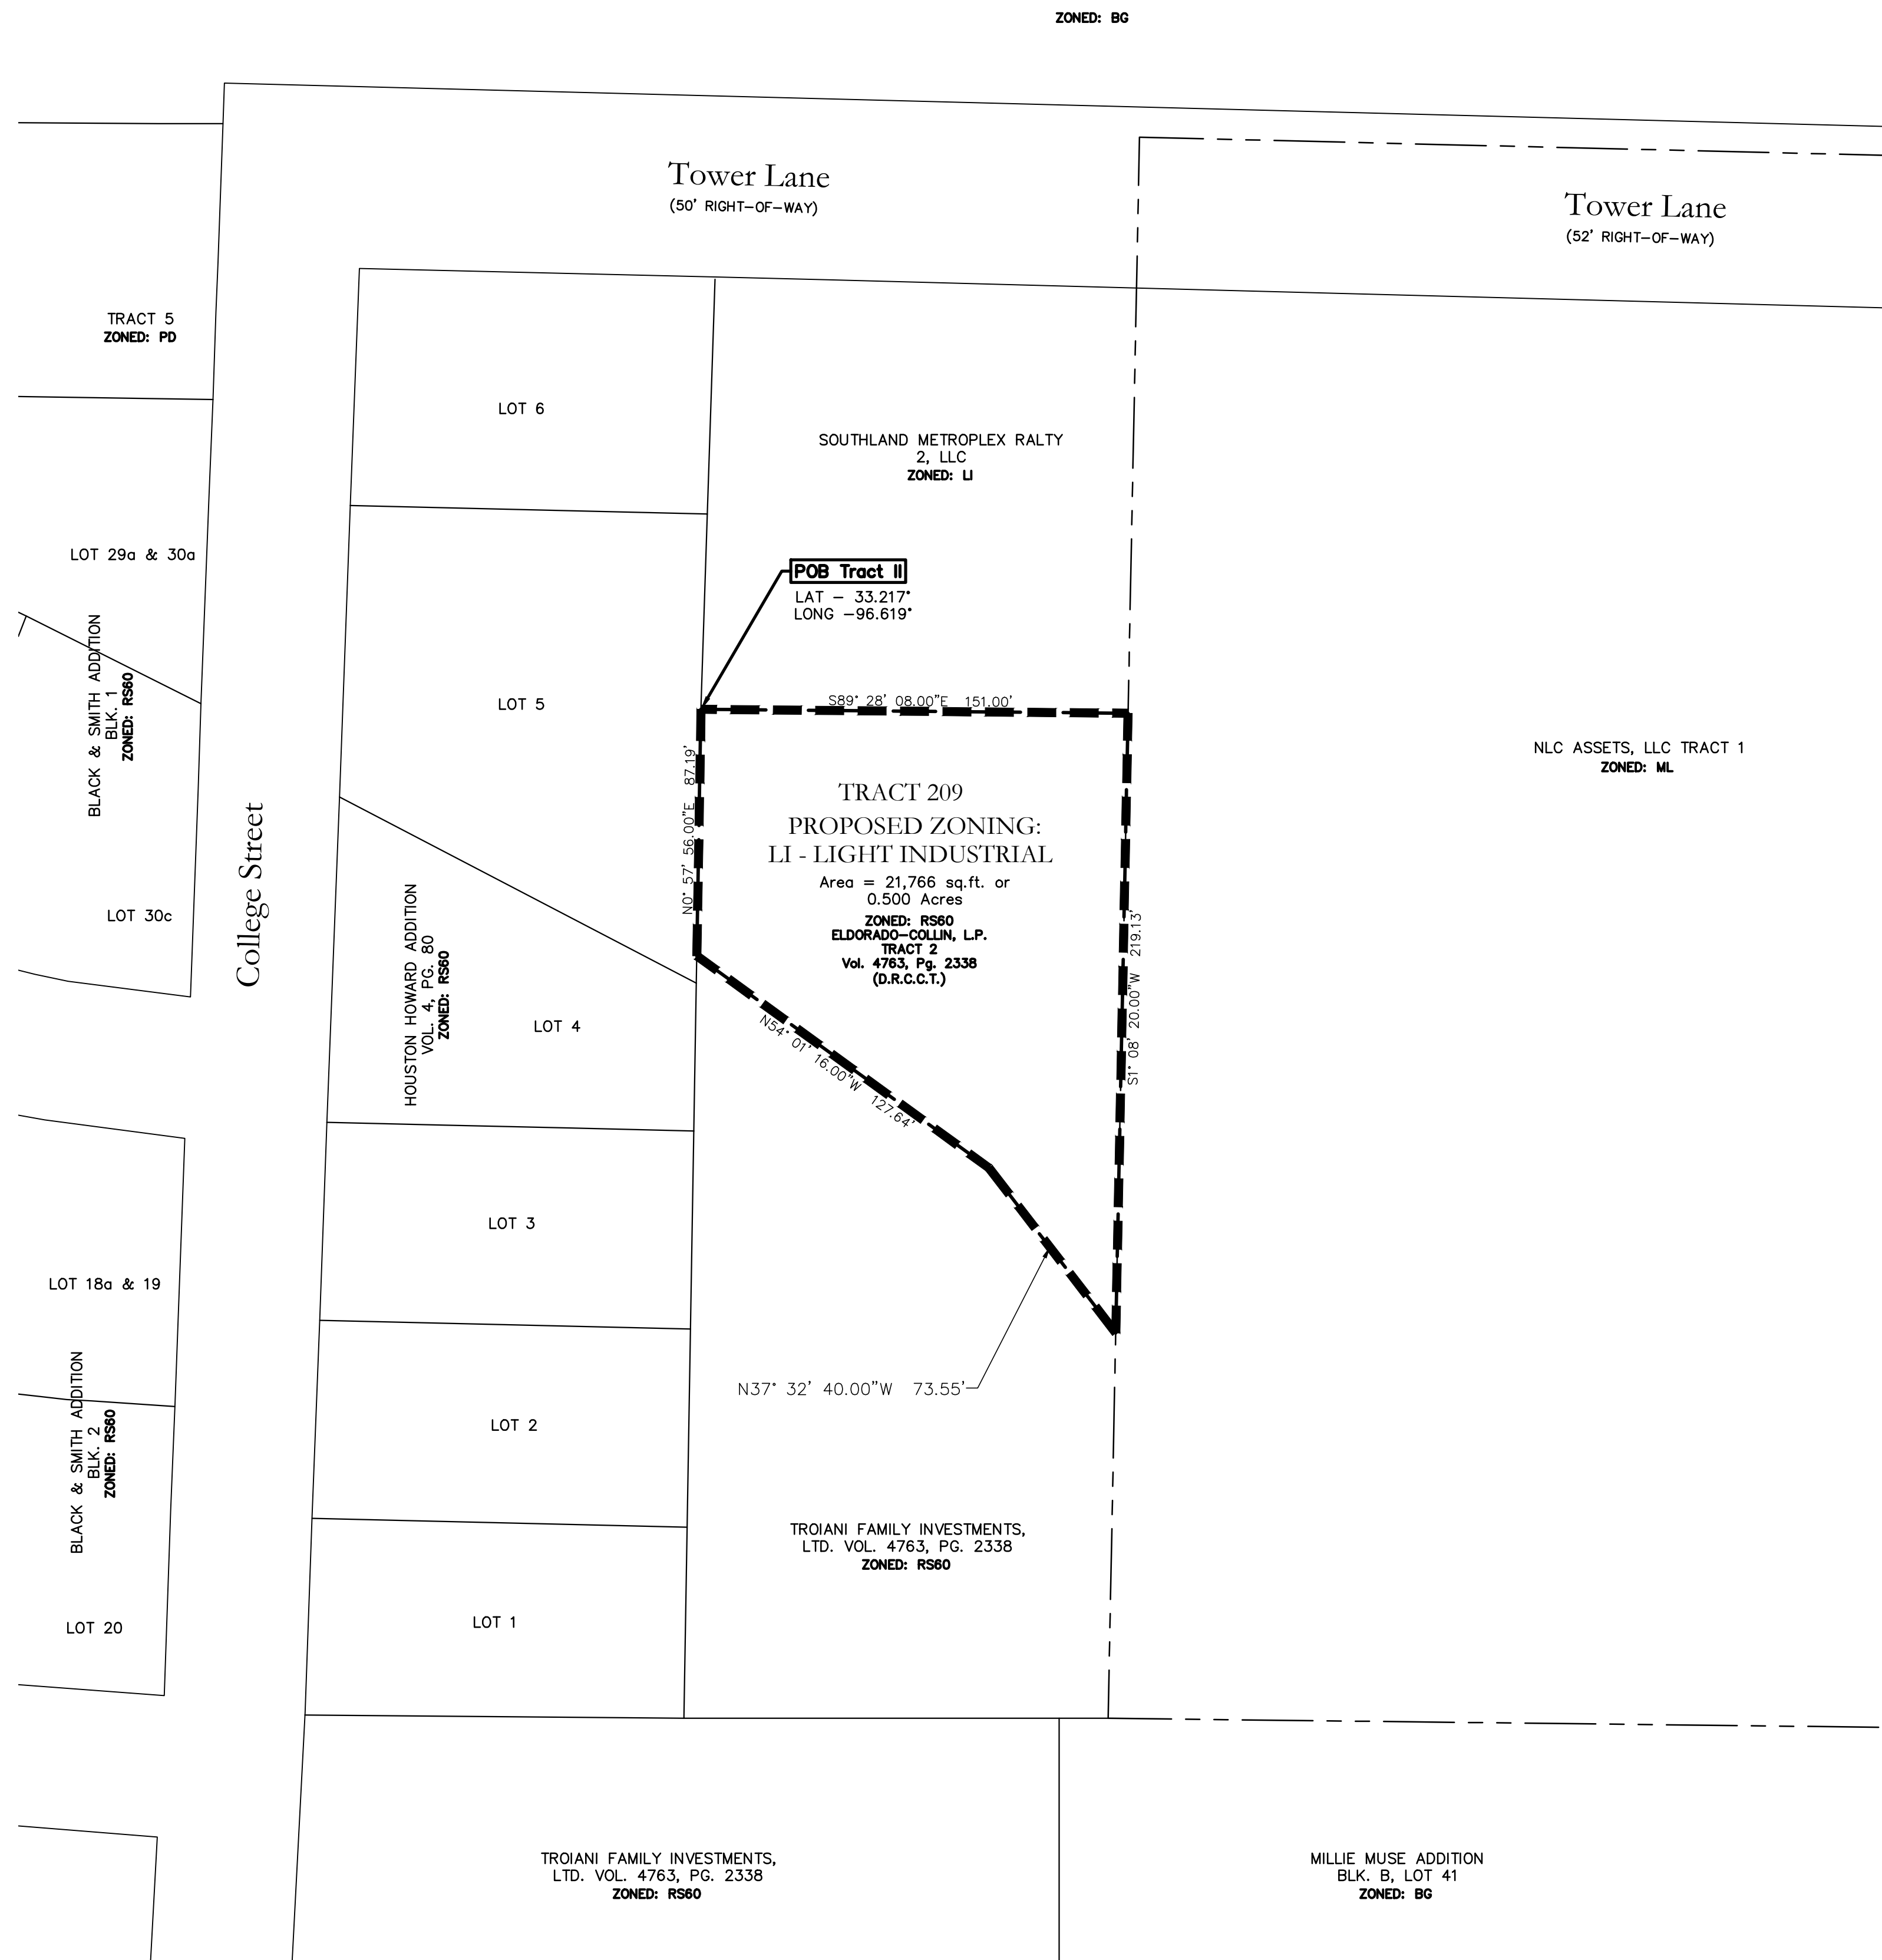 ZONED: BG
Tower Lane
(50' RIGHT-OF-WAY)
Tower Lane
(52' RIGHT-OF-WAY)
TRACT 5
ZONED: PD
LOT 6
SOUTHLAND METROPLEX RALTY
2, LLC
ZONED: LI
LOT 29a & 30a
POB Tract II
LAT - 33.217°
LONG -96.619°
BLACK & SMITH ADDITION
BLK. 1
ZONED: RS60
LOT 5
S89° 28' 08.00"E 151.00'
N0° 57' 56.00"E 87.19'
NLC ASSETS, LLC TRACT 1
ZONED: ML
TRACT 209
PROPOSED ZONING:
LI - LIGHT INDUSTRIAL
Area = 21,766 sq.ft. or
0.500 Acres
ZONED: RS60
ELDORADO-COLLIN, L.P.
TRACT 2
Vol. 4763, Pg. 2338
(D.R.C.C.T.)
College Street
LOT 30c
HOUSTON HOWARD ADDITION
VOL. 4, PG. 80
ZONED: RS60
S1° 08' 20.00"W 219.13'
LOT 4
N54° 01' 16.00"W 127.64'
LOT 3
LOT 18a & 19
N37° 32' 40.00"W 73.55'
BLACK & SMITH ADDITION
BLK. 2
ZONED: RS60
LOT 2
TROIANI FAMILY INVESTMENTS,
LTD. VOL. 4763, PG. 2338
ZONED: RS60
LOT 20
LOT 1
TROIANI FAMILY INVESTMENTS,
LTD. VOL. 4763, PG. 2338
ZONED: RS60
MILLIE MUSE ADDITION
BLK. B, LOT 41
ZONED: BG